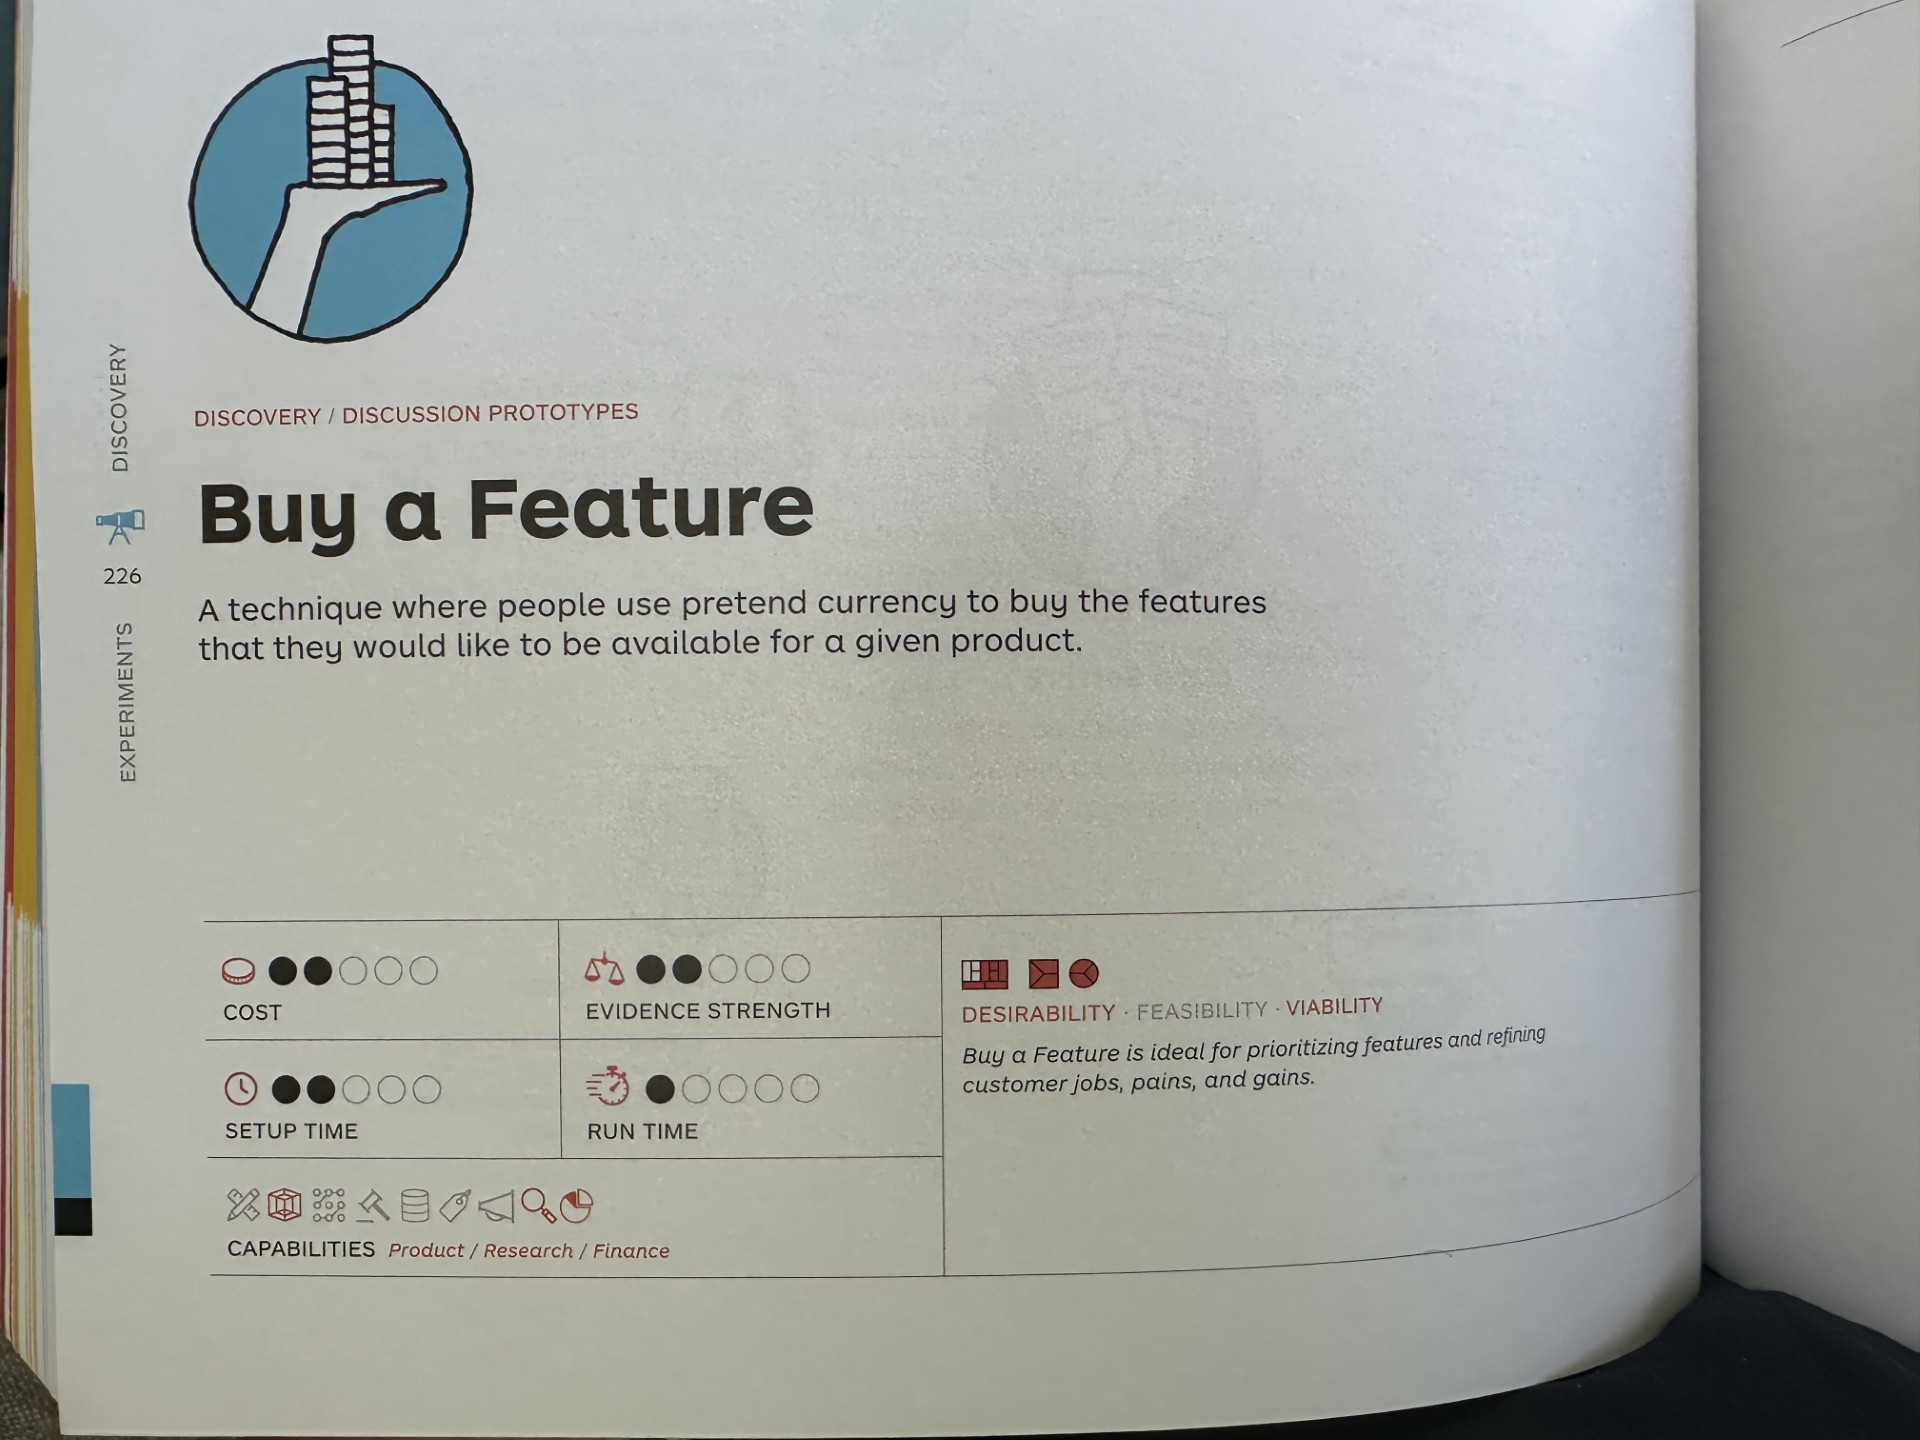 DISCOVERY
226
EXPERIMENTS
DISCOVERY / DISCUSSION PROTOTYPES
Buy a Feature
A technique where people use pretend currency to buy the features
that they would like to be available for a given product.
COST
EVIDENCE STRENGTH
SETUP TIME
RUN TIME
CAPABILITIES Product / Research / Finance
DESIRABILITY · FEASIBILITY · VIABILITY
Buy a Feature is ideal for prioritizing features and refining
customer jobs, pains, and gains.